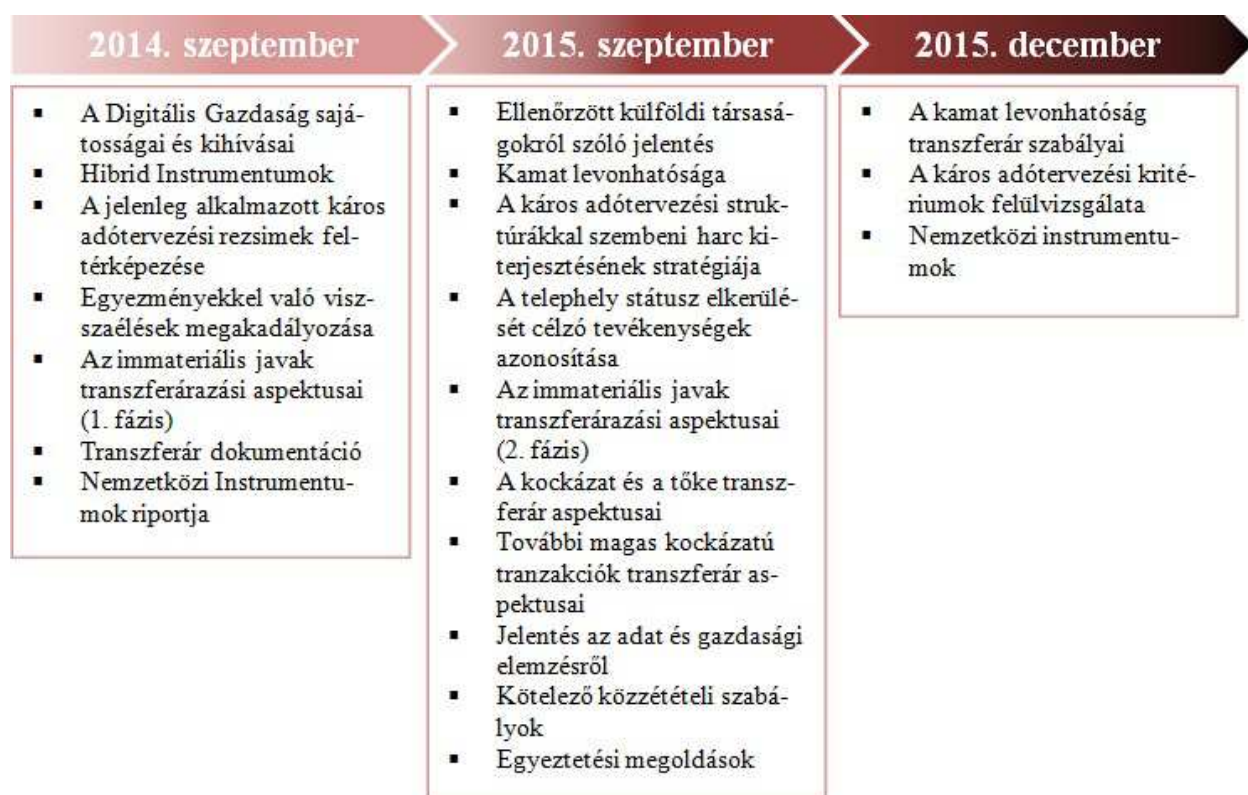 2014. szeptember
▪ A Digitális Gazdaság sajá-
tosságai és kihívásai
▪ Hibrid Instrumentumok
▪ A jelenleg alkalmazott káros
adótervezési rezsimek fel-
térképezése
▪ Egyezményekkel való visz-
szaélések megakadályozása
▪ Az immateriális javak
transzferárazási aspektusai
(1. fázis)
▪ Transzferár dokumentáció
▪ Nemzetközi Instrumentu-
mok riportja
2015. szeptember
▪ Ellenőrzött külföldi társasá-
gokról szóló jelentés
▪ Kamat levonhatósága
▪ A káros adótervezési struk-
túrákkal szembeni harc ki-
terjesztésének stratégiája
▪ A telephely státusz elkerülé-
sét célzó tevékenységek
azonosítása
▪ Az immateriális javak
transzferárazási aspektusai
(2. fázis)
▪ A kockázat és a tőke transz-
ferár aspektusai
▪ További magas kockázatú
tranzakciók transzferár as-
pektusai
▪ Jelentés az adat és gazdasági
elemzésről
▪ Kötelező közzétételi szabá-
lyok
▪ Egyeztetési megoldások
2015. december
▪ A kamat levonhatóság
transzferár szabályai
▪ A káros adótervezési krité-
riumok felülvizsgálata
▪ Nemzetközi instrumentu-
mok